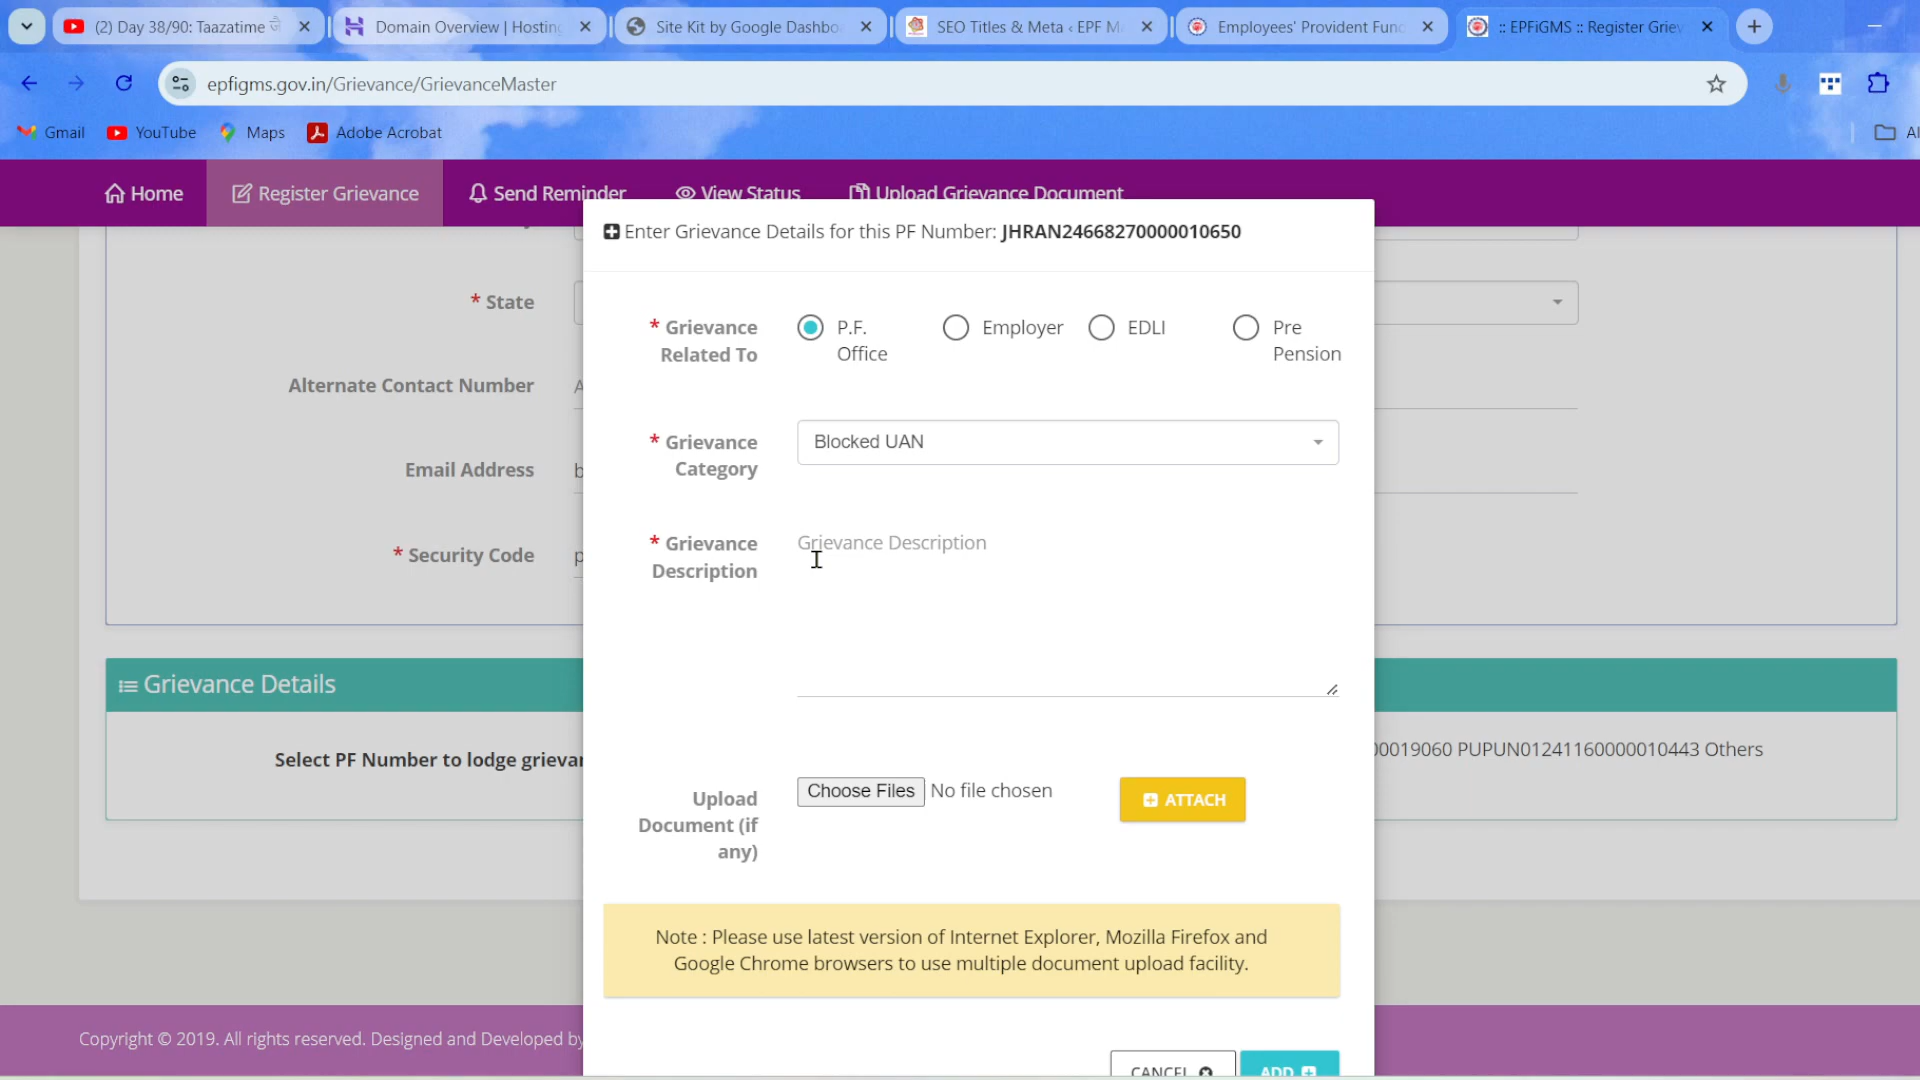 (2) Day 38/90: Taazatime
Domain Overview | Hosting
Site Kit by Google Dashbo
SEO Titles & Meta ‹ EPF M
Employees' Provident Fund
:: EPFiGMS :: Register Griev
epfigms.gov.in/Grievance/GrievanceMaster
Gmail
YouTube
Maps
Adobe Acrobat
Al
Home
Register Grievance
Send Reminder
View Status
Upload Grievance Document
Enter Grievance Details for this PF Number: JHRAN24668270000010650
* State
* Grievance Related To
P.F. Office
Employer
EDLI
Pre Pension
Alternate Contact Number
A
* Grievance Category
Blocked UAN
Email Address
b
* Grievance Description
Grievance Description
* Security Code
p
Grievance Details
Select PF Number to lodge grievan
00019060 PUPUN01241160000010443 Others
Upload Document (if any)
Choose Files No file chosen
ATTACH
Note : Please use latest version of Internet Explorer, Mozilla Firefox and
Google Chrome browsers to use multiple document upload facility.
Copyright © 2019. All rights reserved. Designed and Developed by
CANCEL
ADD